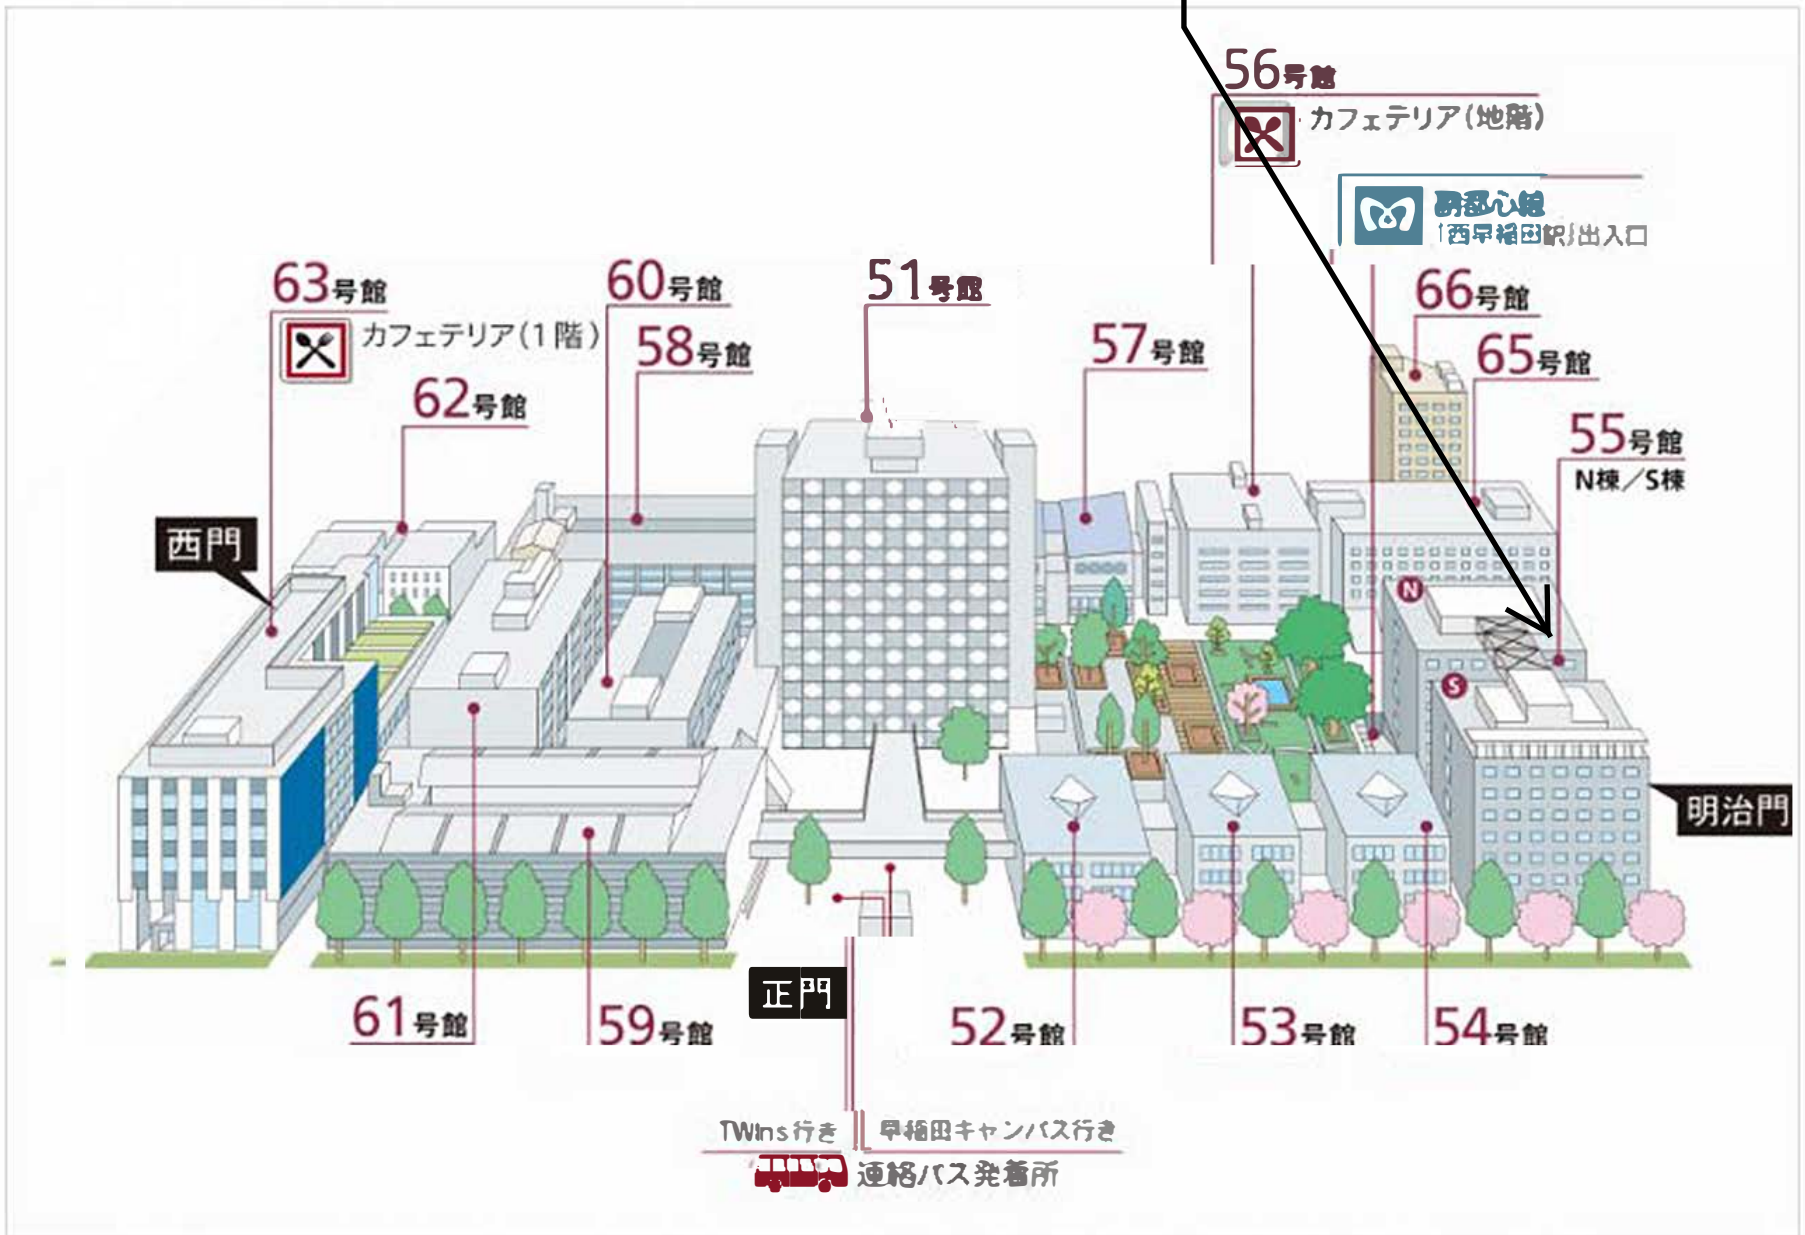 56号館
カフェテリア(地階)
副都心線
西早稲田駅 出入口
63号館
カフェテリア(1階)
60号館
51号館
58号館
57号館
66号館
65号館
62号館
55号館
N棟／S棟
西門
N
S
明治門
正門
61号館
59号館
52号館
53号館
54号館
TWIns行き
早稲田キャンパス行き
連絡バス発着所